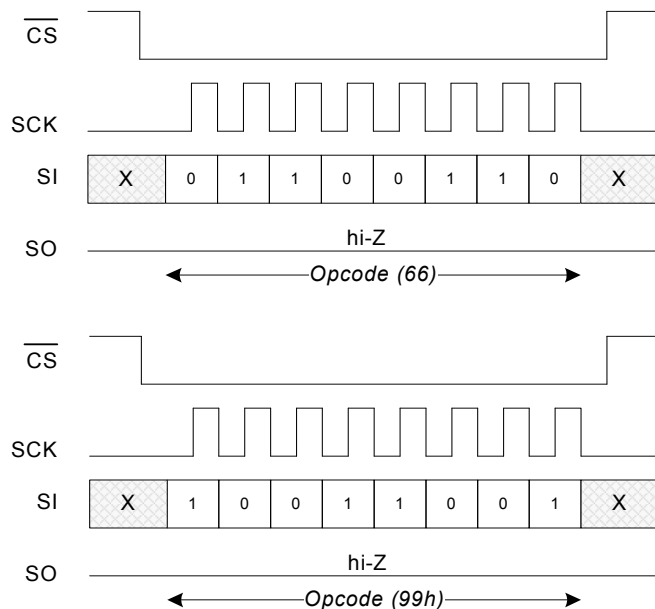 CS
SCK
SI X 0 1 1 0 0 1 1 0 X
SO hi-Z
Opcode (66)
CS
SCK
SI X 1 0 0 1 1 0 0 1 X
SO hi-Z
Opcode (99h)